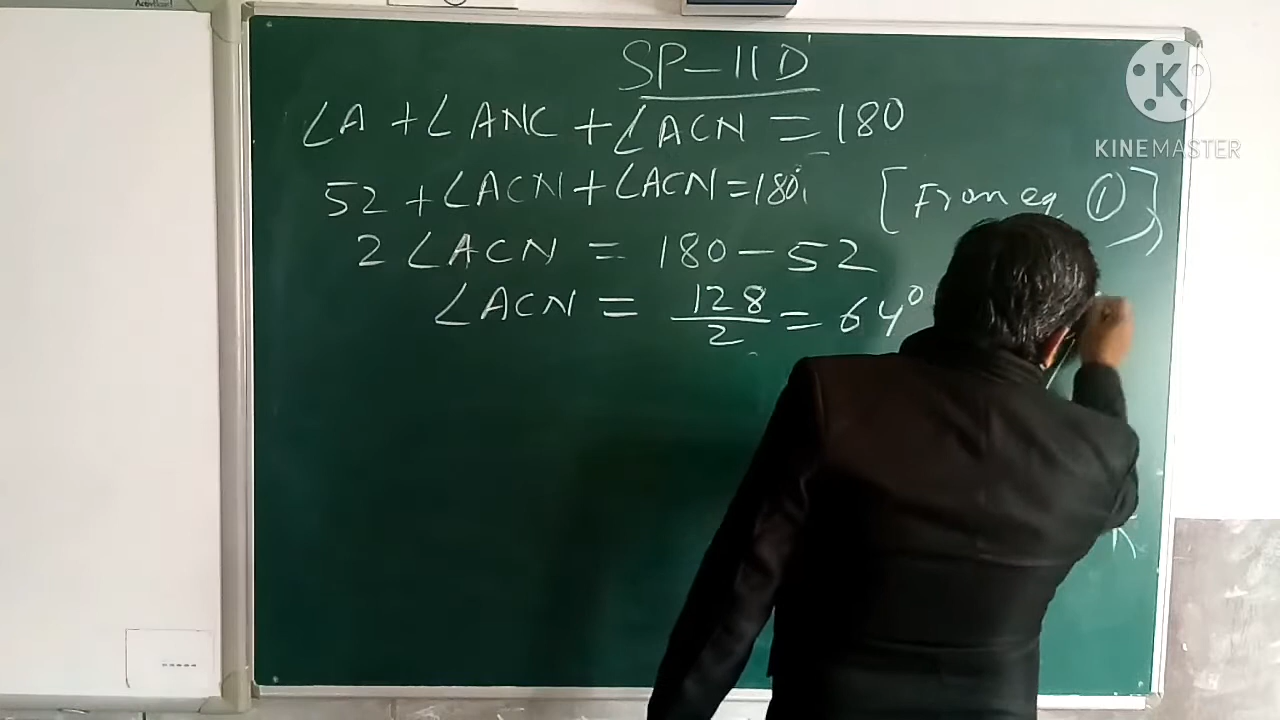 SP-11D
∠A + ∠ANC + ∠ACN = 180
52 + ∠ACN + ∠ACN = 180 [From eq ①]
2 ∠ACN = 180 - 52
∠ACN = 128/2 = 64°
K
KINEMASTER